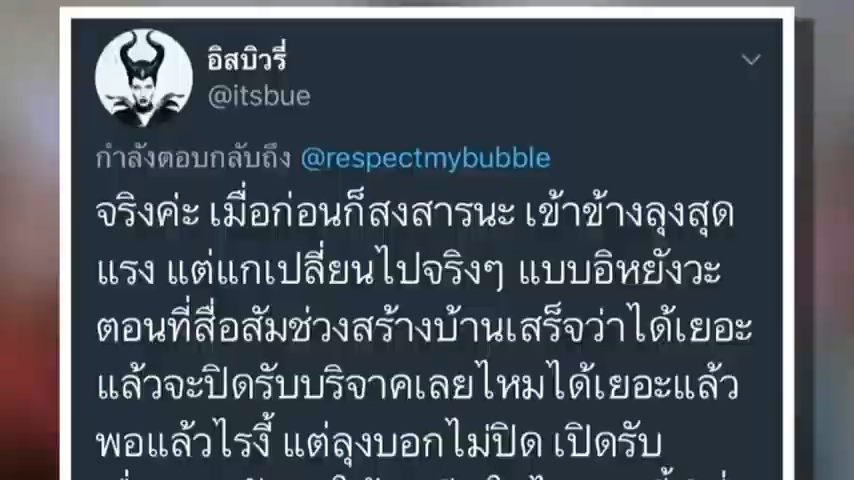 อิสบิวรี่
@itsbue
กำลังตอบกลับถึง @respectmybubble
จริงค่ะ เมื่อก่อนก็สงสารนะ เข้าข้างลุงสุด
แรง แต่แกเปลี่ยนไปจริงๆ แบบอิหยังวะ
ตอนที่สื่อสัมช่วงสร้างบ้านเสร็จว่าได้เยอะ
แล้วจะปิดรับบริจาคเลยไหมได้เยอะแล้ว
พอแล้วไรงี้ แต่ลุงบอกไม่ปิด เปิดรับ